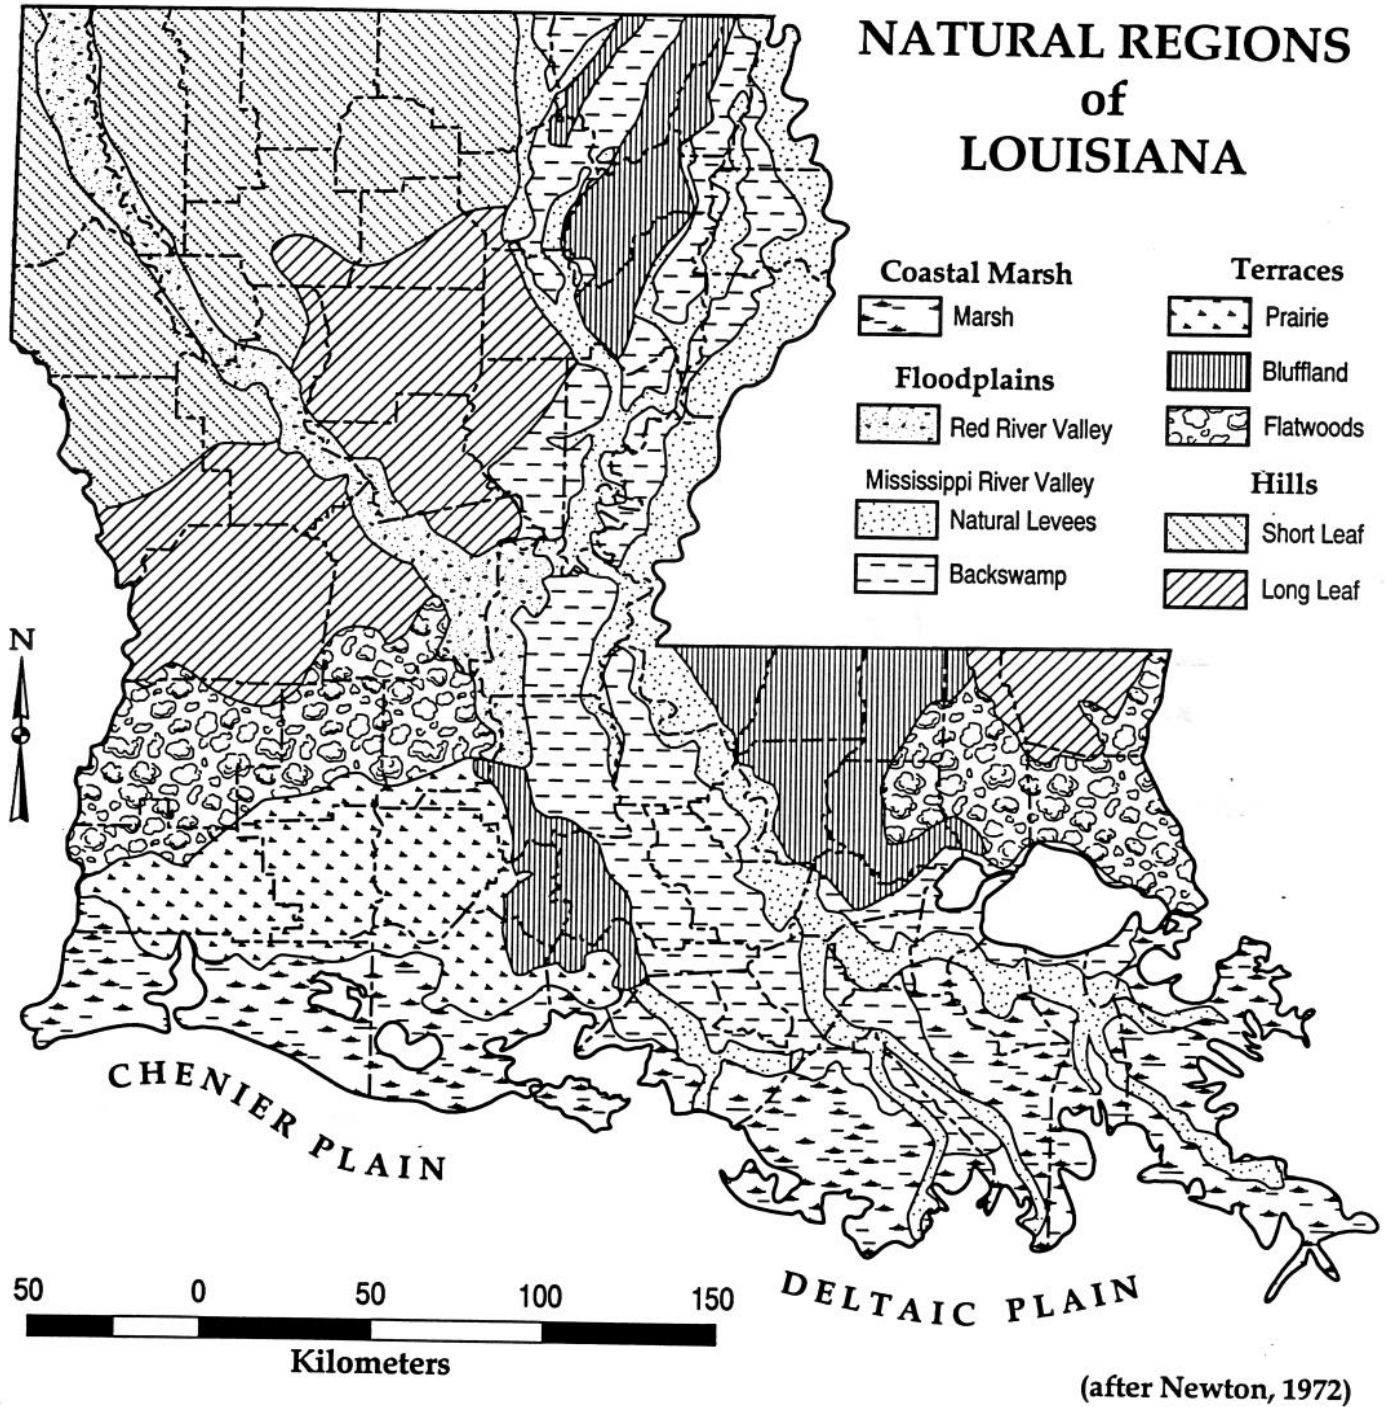 NATURAL REGIONS
of
LOUISIANA
Coastal Marsh
Marsh
Floodplains
Red River Valley
Mississippi River Valley
Natural Levees
Backswamp
Terraces
Prairie
Bluffland
Flatwoods
Hills
Short Leaf
Long Leaf
N
CHENIER PLAIN
DELTAIC PLAIN
50 0 50 100 150
Kilometers
(after Newton, 1972)